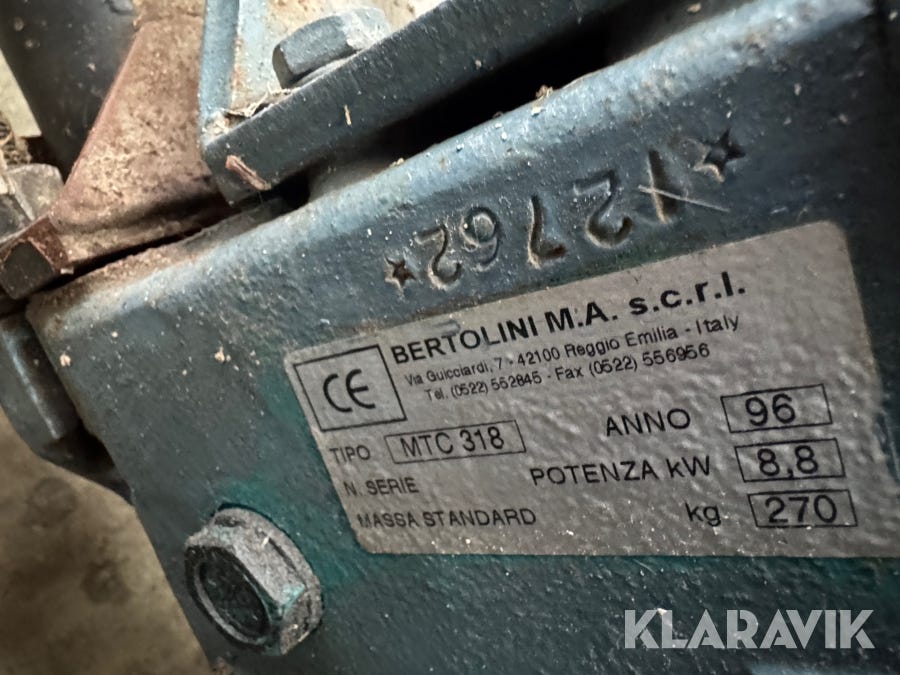 BERTOLINI M.A. s.c.r.l.
Via Guicciardi, 7 - 42100 Reggio Emilia - Italy
Tel. (0522) 552845 - Fax (0522) 556956
CE
TIPO MTC 318 ANNO 96
N. SERIE POTENZA kW 8,8
MASSA STANDARD kg 270
KLARAVIK